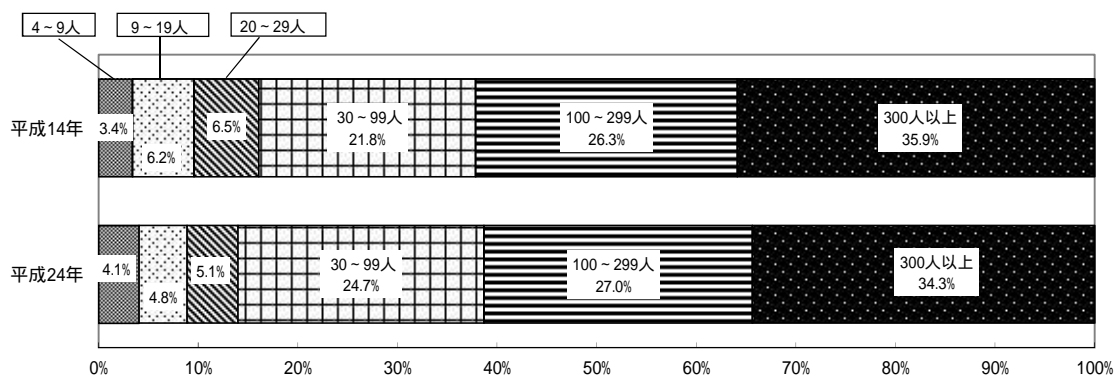 4～9人
9～19人
20～29人
平成14年
3.4%
6.2%
6.5%
30～99人
21.8%
100～299人
26.3%
300人以上
35.9%
平成24年
4.1%
4.8%
5.1%
30～99人
24.7%
100～299人
27.0%
300人以上
34.3%
0% 10% 20% 30% 40% 50% 60% 70% 80% 90% 100%